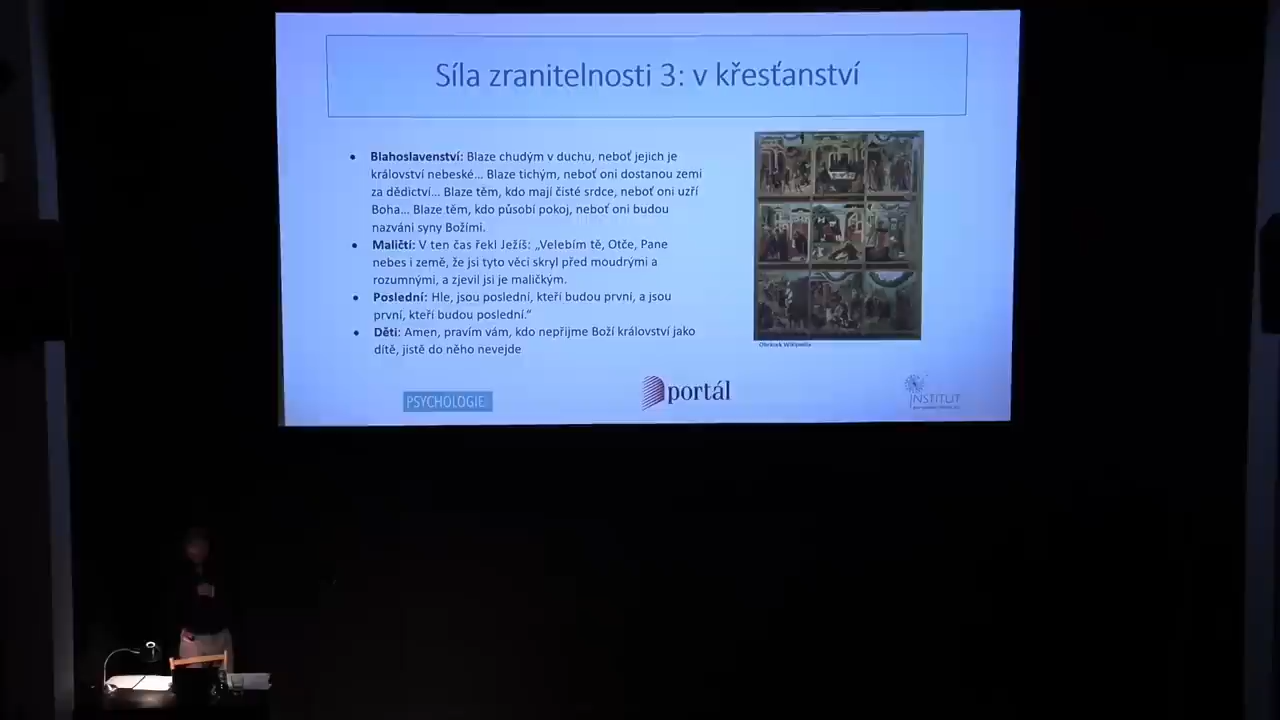 Síla zranitelnosti 3: v křesťanství
• Blahoslavenství: Blaze chudým v duchu, neboť jejich je
království nebeské... Blaze tichým, neboť oni dostanou zemi
za dědictví... Blaze těm, kdo mají čisté srdce, neboť oni uzří
Boha... Blaze těm, kdo působí pokoj, neboť oni budou
nazváni syny Božími.
• Maličtí: V ten čas řekl Ježíš: „Velebím tě, Otče, Pane
nebes i země, že jsi tyto věci skryl před moudrými a
rozumnými, a zjevil jsi je maličkým.
• Poslední: Hle, jsou poslední, kteří budou první, a jsou
první, kteří budou poslední.“
• Děti: Amen, pravím vám, kdo nepřijme Boží království jako
dítě, jistě do něho nevejde
Obrázek Wikipedia
PSYCHOLOGIE
portál
INSTITUT